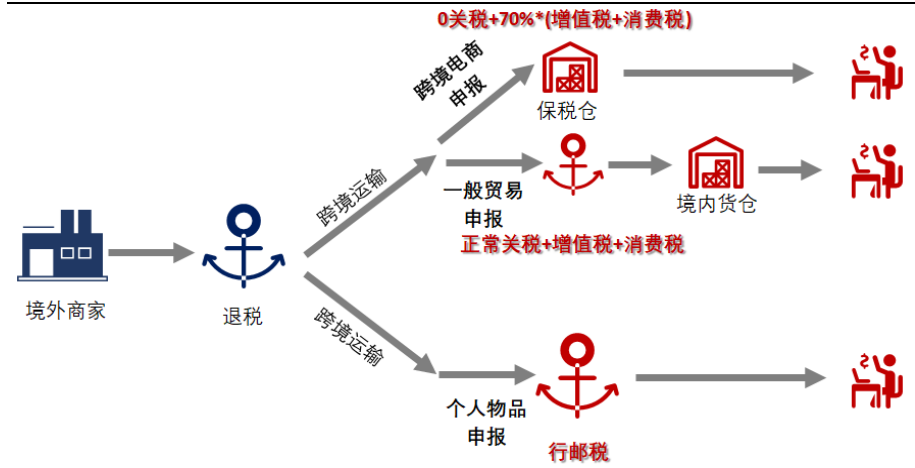 0关税+70%*(增值税+消费税)
跨境电商
申报
保税仓
跨境运输
一般贸易
申报
境内货仓
正常关税+增值税+消费税
境外商家
退税
跨境运输
个人物品
申报
行邮税